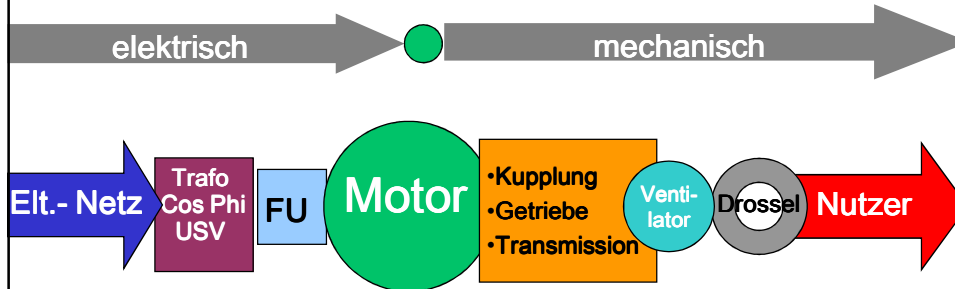 elektrisch
mechanisch
Elt.- Netz
Trafo
Cos Phi
USV
FU
Motor
•Kupplung
•Getriebe
•Transmission
Venti-
lator
Drossel
Nutzer